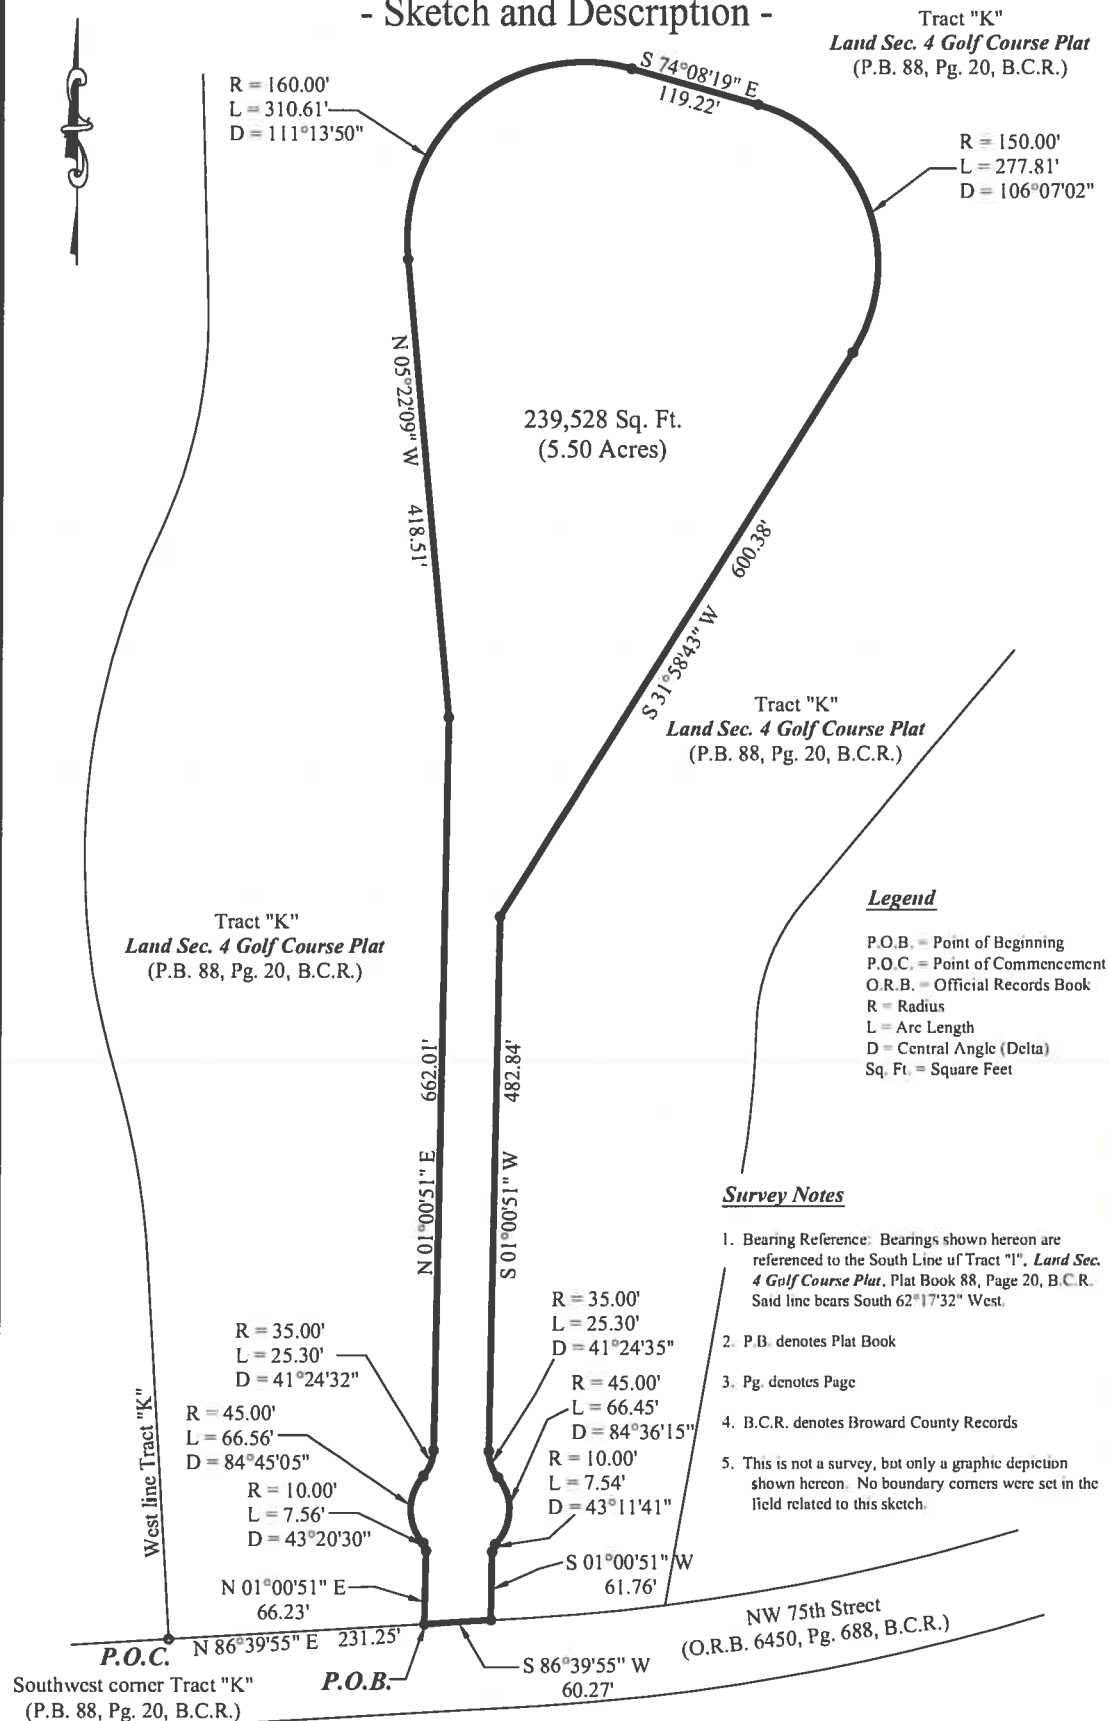 - Sketch and Description -
Tract "K"
Land Sec. 4 Golf Course Plat
(P.B. 88, Pg. 20, B.C.R.)
R = 160.00'
L = 310.61'
D = 111°13'50"
S 74°08'19" E
119.22'
R = 150.00'
L = 277.81'
D = 106°07'02"
N 05°22'09" W 418.51'
239,528 Sq. Ft.
(5.50 Acres)
S 31°58'43" W 600.38'
Tract "K"
Land Sec. 4 Golf Course Plat
(P.B. 88, Pg. 20, B.C.R.)
Tract "K"
Land Sec. 4 Golf Course Plat
(P.B. 88, Pg. 20, B.C.R.)
Legend
P.O.B. = Point of Beginning
P.O.C. = Point of Commencement
O.R.B. = Official Records Book
R = Radius
L = Arc Length
D = Central Angle (Delta)
Sq. Ft. = Square Feet
N 01°00'51" E 662.01'
S 01°00'51" W 482.84'
Survey Notes
1. Bearing Reference: Bearings shown hereon are
referenced to the South Line of Tract "I", Land Sec.
4 Golf Course Plat, Plat Book 88, Page 20, B.C.R.
Said line bears South 62°17'32" West.
2. P.B. denotes Plat Book
3. Pg. denotes Page
4. B.C.R. denotes Broward County Records
5. This is not a survey, but only a graphic depiction
shown hereon. No boundary corners were set in the
field related to this sketch.
R = 35.00'
L = 25.30'
D = 41°24'32"
R = 35.00'
L = 25.30'
D = 41°24'35"
R = 45.00'
L = 66.56'
D = 84°45'05"
R = 45.00'
L = 66.45'
D = 84°36'15"
R = 10.00'
L = 7.56'
D = 43°20'30"
R = 10.00'
L = 7.54'
D = 43°11'41"
West line Tract "K"
N 01°00'51" E
66.23'
S 01°00'51" W
61.76'
NW 75th Street
(O.R.B. 6450, Pg. 688, B.C.R.)
P.O.C.
N 86°39'55" E 231.25'
P.O.B.
S 86°39'55" W
60.27'
Southwest corner Tract "K"
(P.B. 88, Pg. 20, B.C.R.)